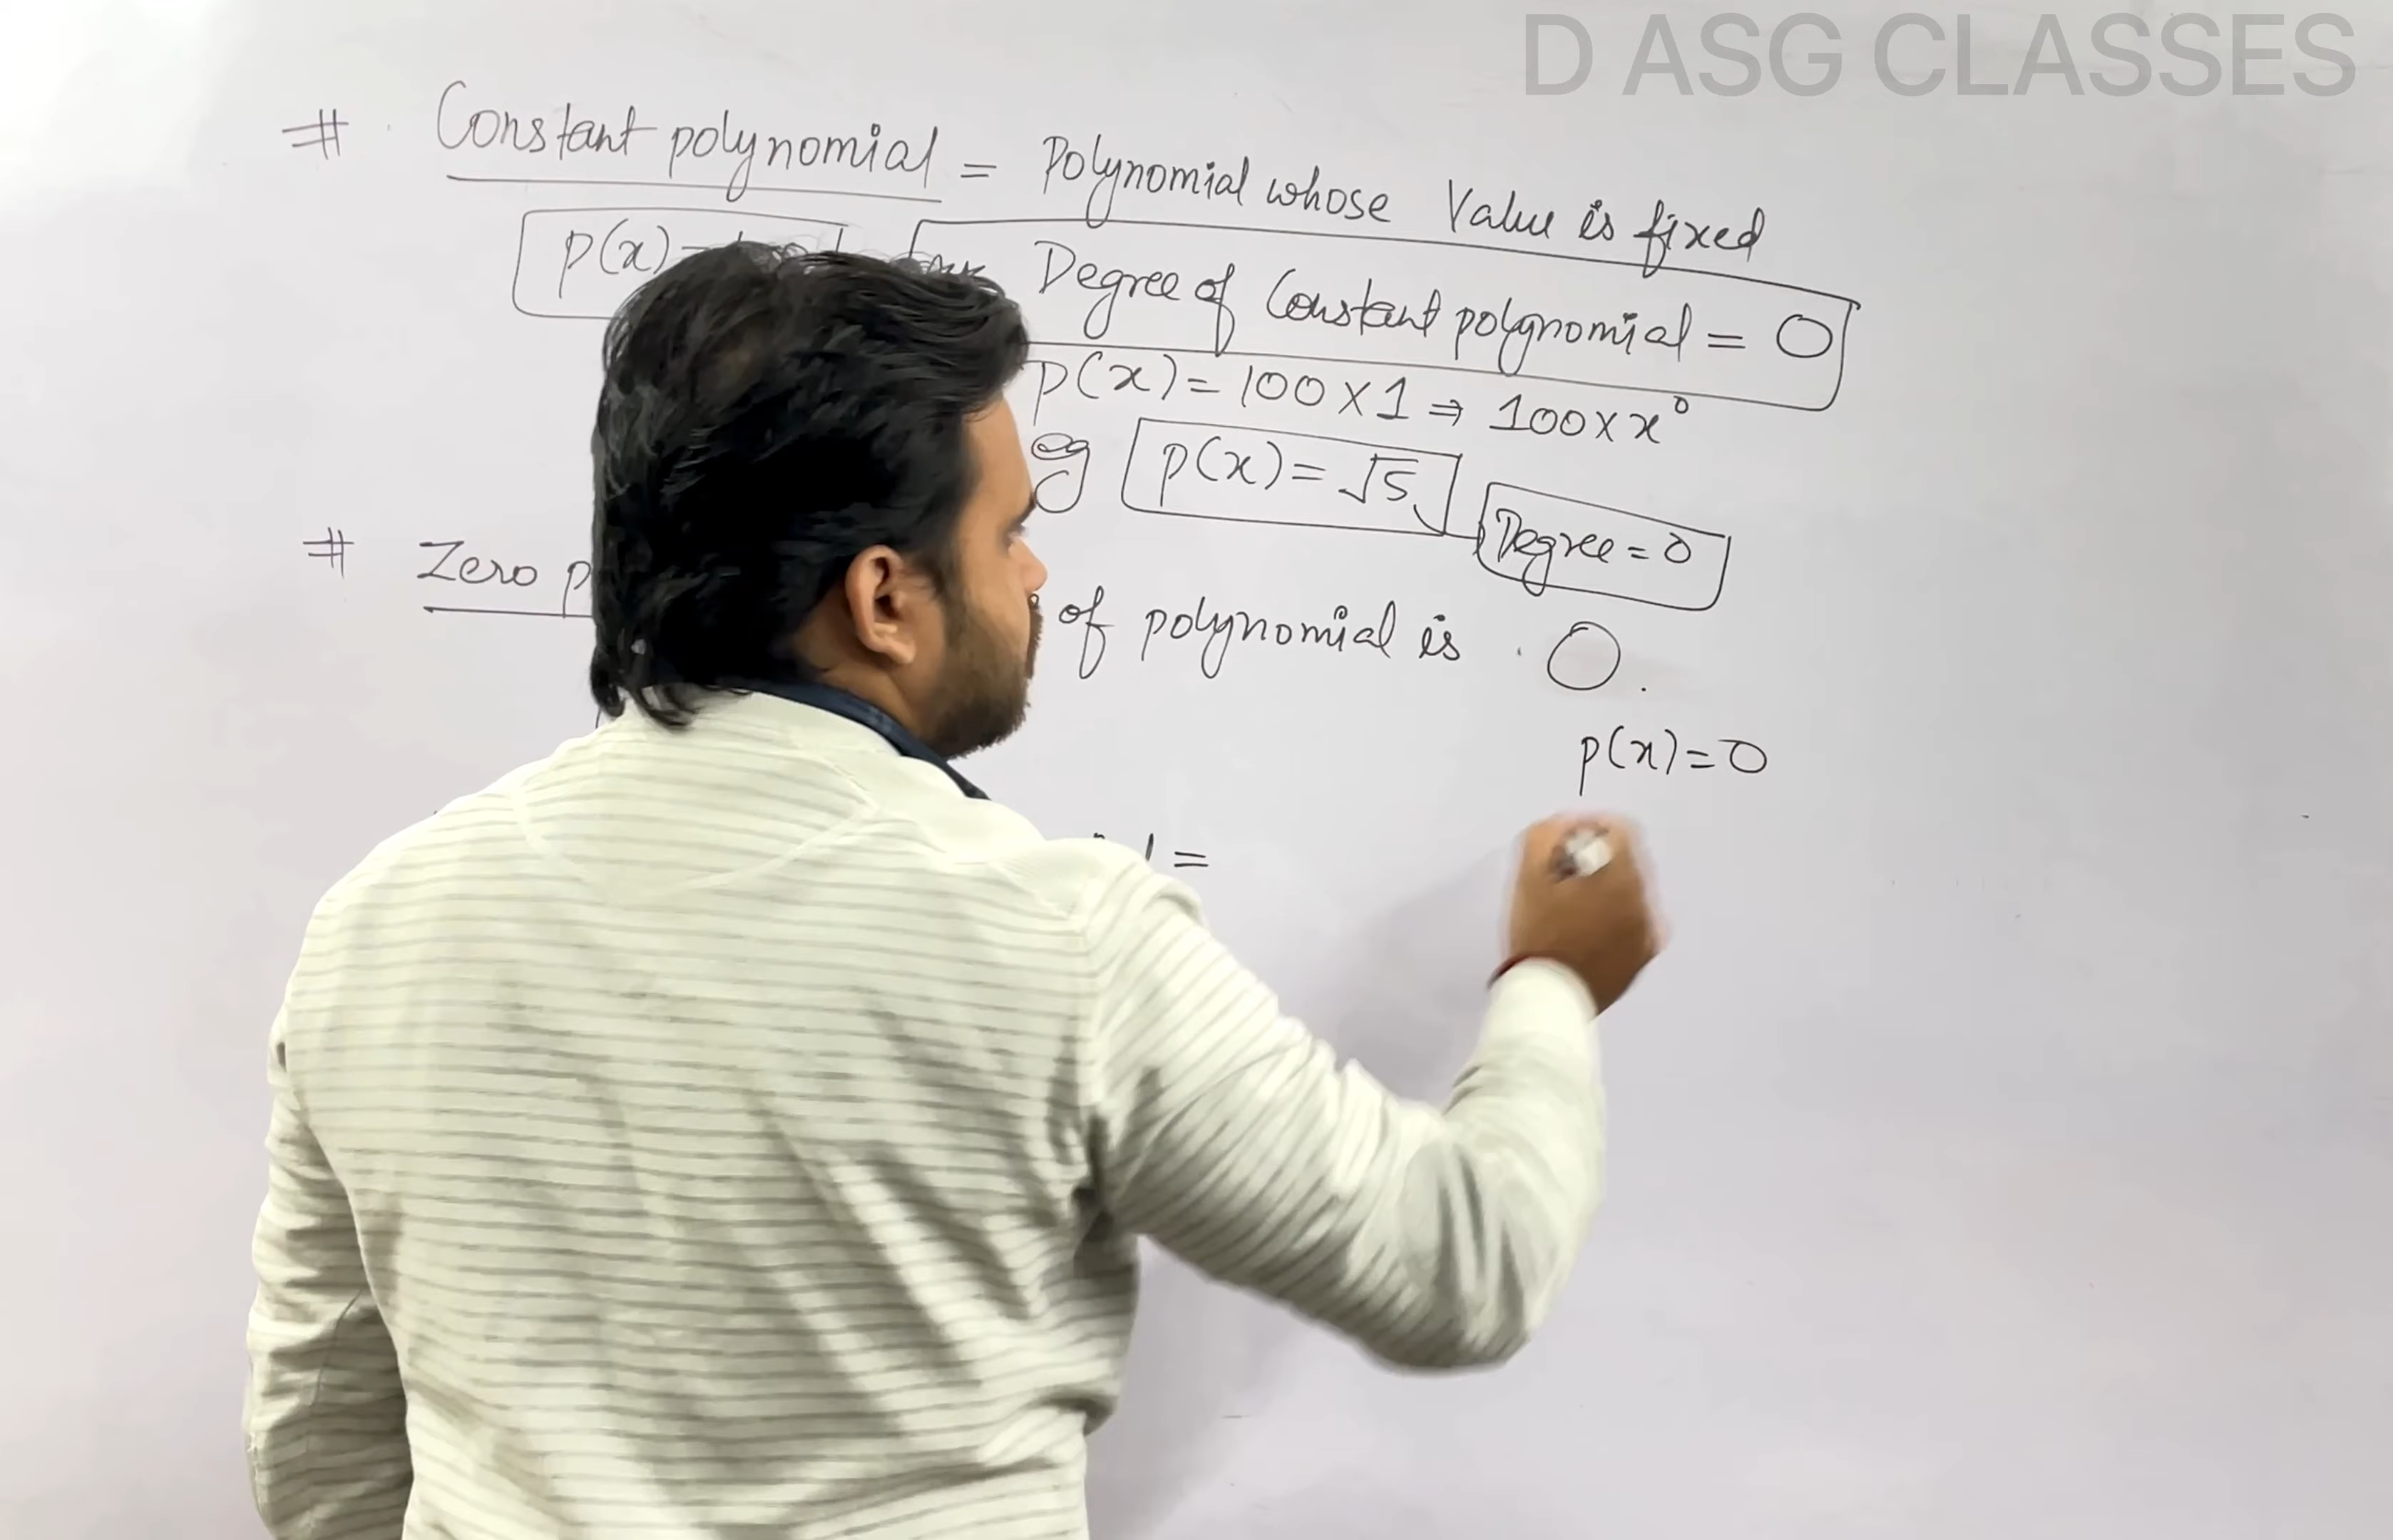 D ASG CLASSES
# Constant polynomial = Polynomial whose Value is fixed
p(x)
Degree of Constant polynomial = 0
p(x) = 100 × 1 ⇒ 100 × x⁰
eg p(x) = √5 Degree = 0
# Zero
of polynomial is 0.
p(x) = 0
=